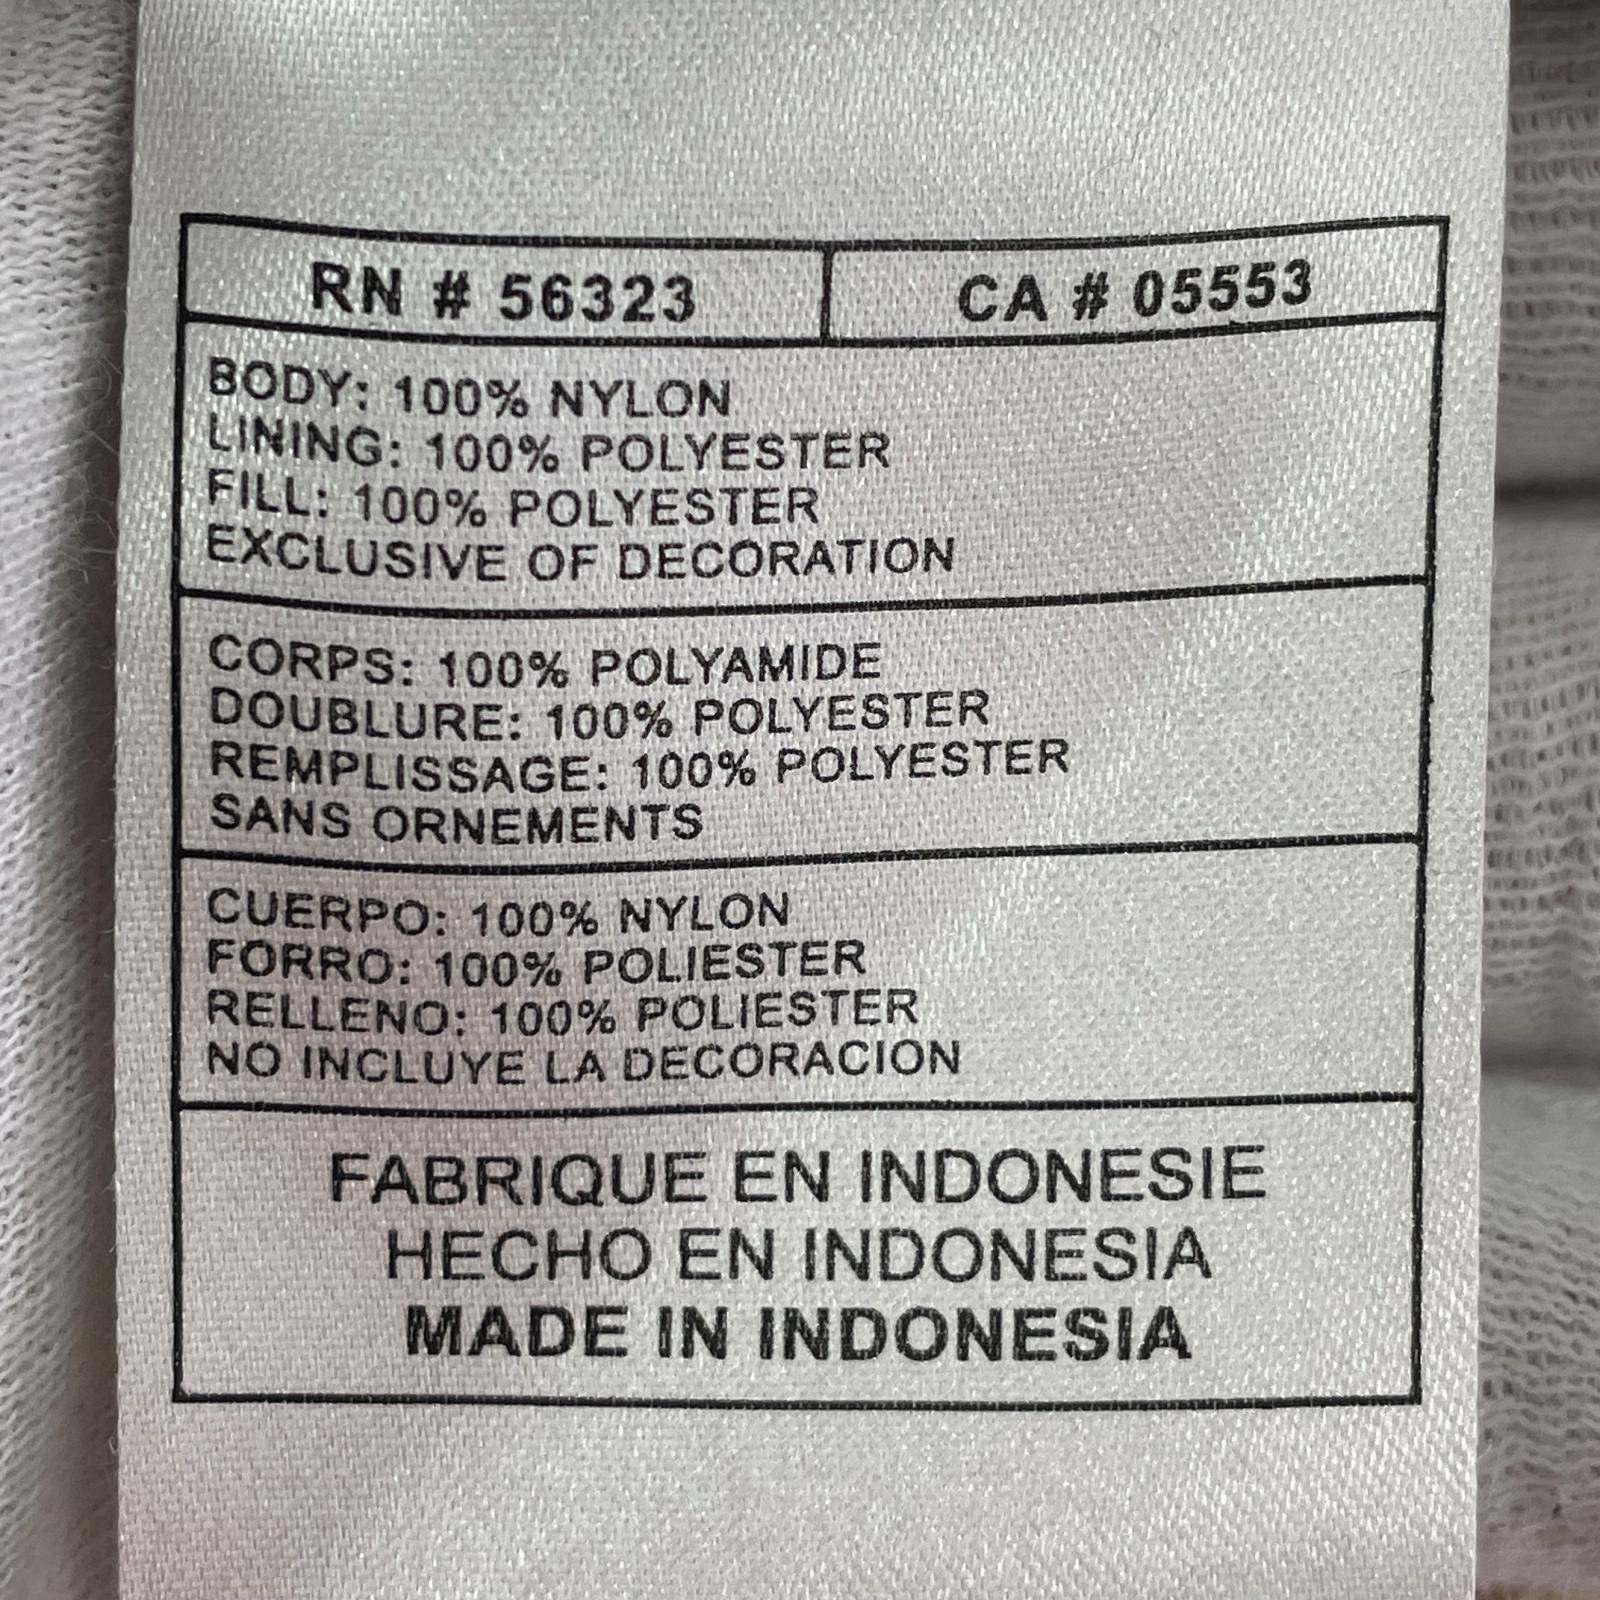 RN # 56323
CA # 05553
BODY: 100% NYLON
LINING: 100% POLYESTER
FILL: 100% POLYESTER
EXCLUSIVE OF DECORATION
CORPS: 100% POLYAMIDE
DOUBLURE: 100% POLYESTER
REMPLISSAGE: 100% POLYESTER
SANS ORNEMENTS
CUERPO: 100% NYLON
FORRO: 100% POLIESTER
RELLENO: 100% POLIESTER
NO INCLUYE LA DECORACION
FABRIQUE EN INDONESIE
HECHO EN INDONESIA
MADE IN INDONESIA